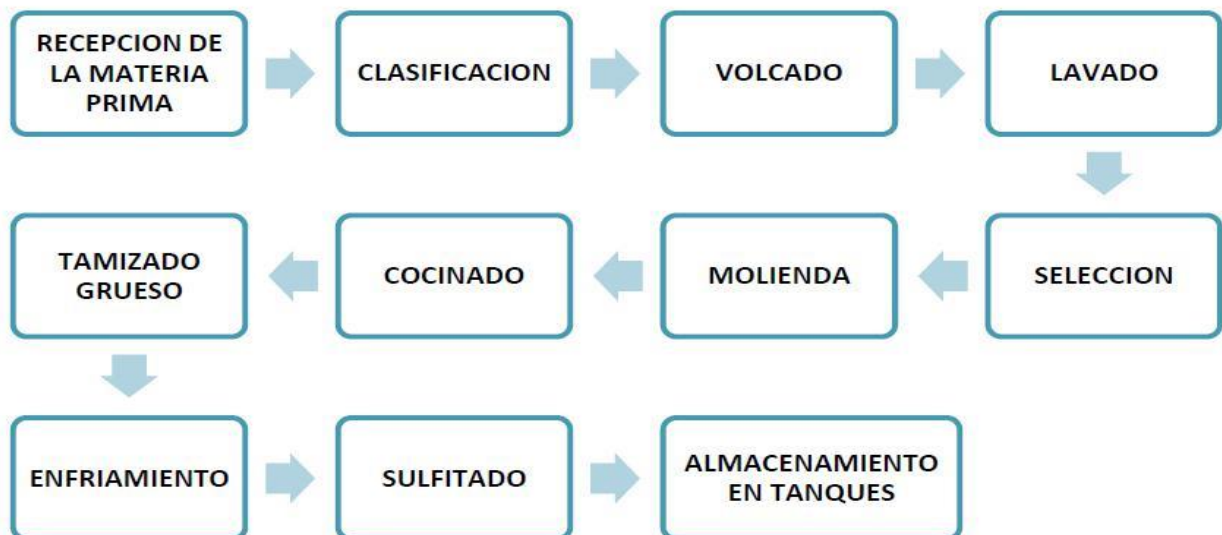 RECEPCION DE
LA MATERIA
PRIMA
CLASIFICACION
VOLCADO
LAVADO
SELECCION
MOLIENDA
COCINADO
TAMIZADO
GRUESO
ENFRIAMIENTO
SULFITADO
ALMACENAMIENTO
EN TANQUES